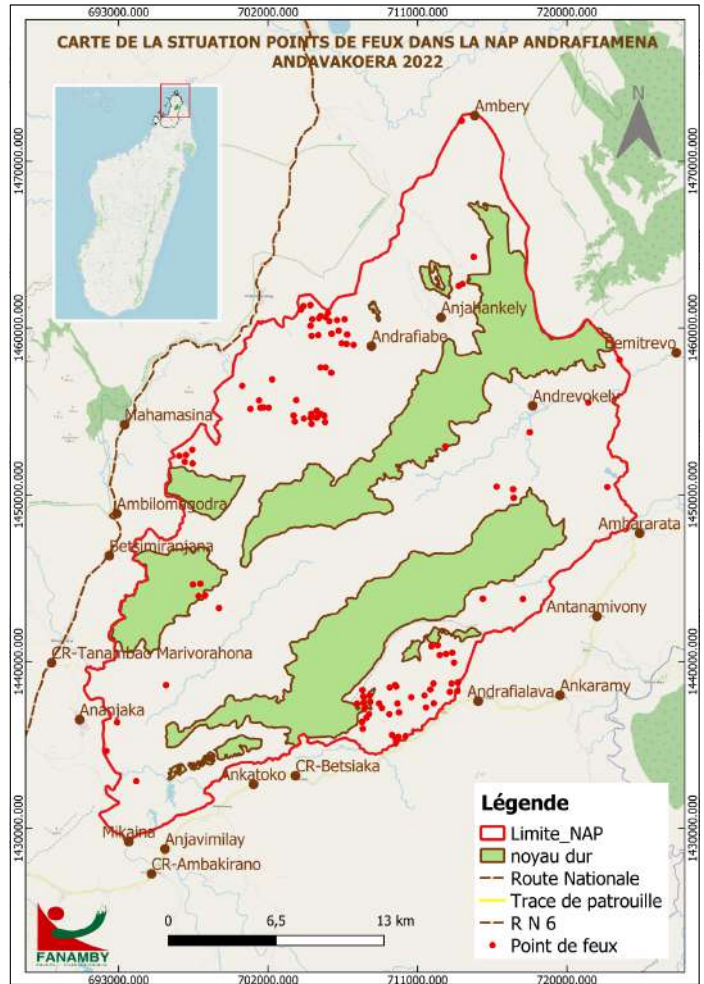 693000.000 702000.000 711000.000 720000.000
CARTE DE LA SITUATION POINTS DE FEUX DANS LA NAP ANDRAFIAMENA
ANDAVAKOERA 2022
N
Ambery
1470000.000 1470000.000
Anjahankely
1460000.000 1460000.000
Andrafiabe
Bemitrevo
Andrevokely
Mahamasina
1450000.000 1450000.000
Ambilomagodra
Ambararata
Betsimiranjana
Antanamivony
1440000.000 1440000.000
CR-Tanambao Marivorahona
Ankaramy
Andrafialava
Ananjaka
CR-Betsiaka
Ankatoko
1430000.000 1430000.000
Mikaina
Anjavimilay
CR-Ambakirano
Légende
Limite_NAP
noyau dur
Route Nationale
Trace de patrouille
R N 6
Point de feux
0 6,5 13 km
FANAMBY
693000.000 702000.000 711000.000 720000.000